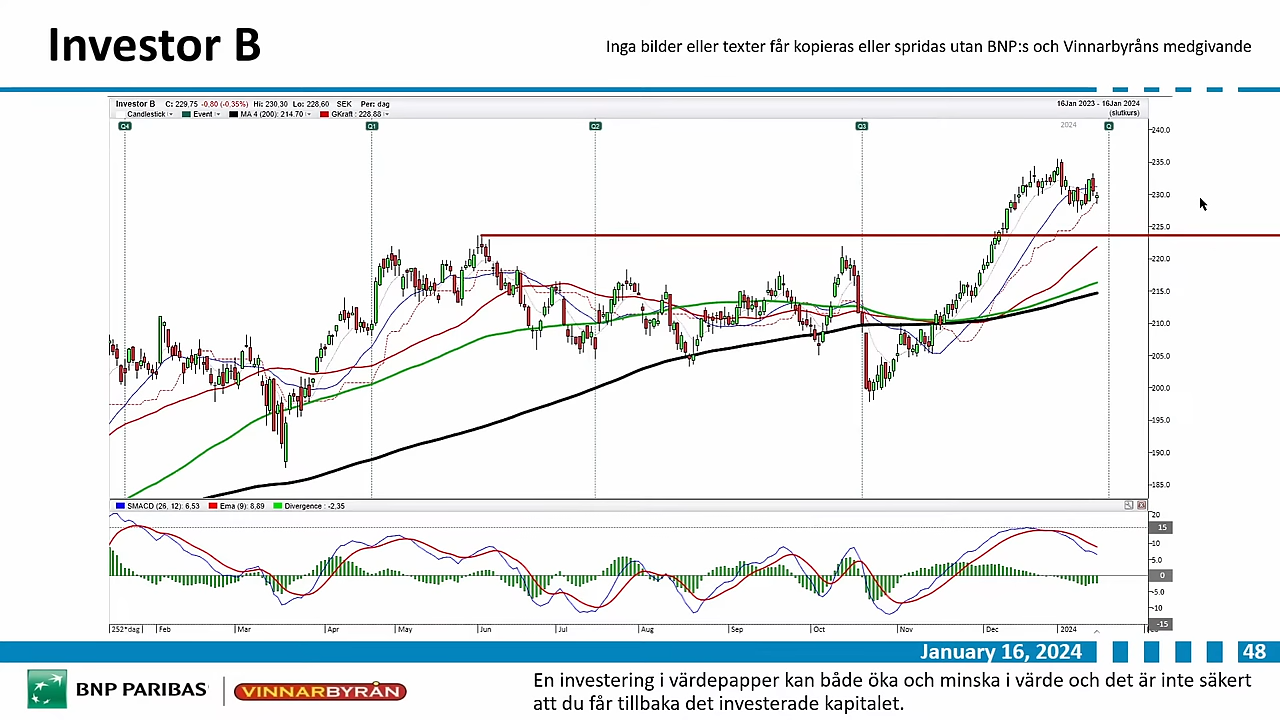 Investor B
Inga bilder eller texter får kopieras eller spridas utan BNP:s och Vinnarbyråns medgivande
Investor B C: 229,75 -0,80 (-0,35%) Hi: 230,30 Lo: 228,60 SEK Per: dag
16Jan 2023 - 16Jan 2024
Candlestick Event MA 4 (200): 214.70 GKraft : 228.88
(slutkurs)
Q4 Q1 Q2 Q3 Q
2024
240.0
235.0
230.0
225.0
220.0
215.0
210.0
205.0
200.0
195.0
190.0
185.0
SMACD (26, 12): 6,53 Ema (9): 8,89 Divergence : -2,35
20
15
10
5.0
0
-5.0
-10
-15
252*dag Feb Mar Apr May Jun Jul Aug Sep Oct Nov Dec 2024
January 16, 2024 48
BNP PARIBAS VINNARBYRÅN
En investering i värdepapper kan både öka och minska i värde och det är inte säkert
att du får tillbaka det investerade kapitalet.